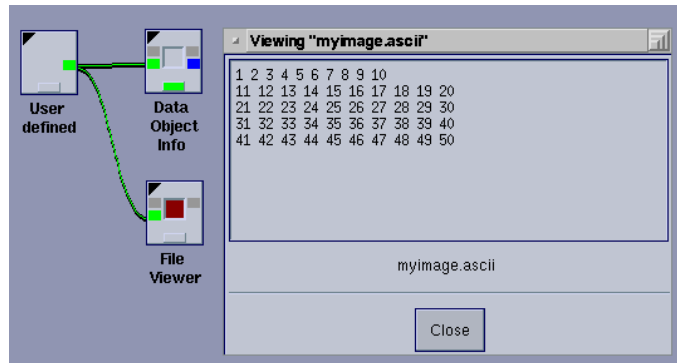 User
defined
Data
Object
Info
File
Viewer
Viewing "myimage.ascii"
1 2 3 4 5 6 7 8 9 10
11 12 13 14 15 16 17 18 19 20
21 22 23 24 25 26 27 28 29 30
31 32 33 34 35 36 37 38 39 40
41 42 43 44 45 46 47 48 49 50
myimage.ascii
Close